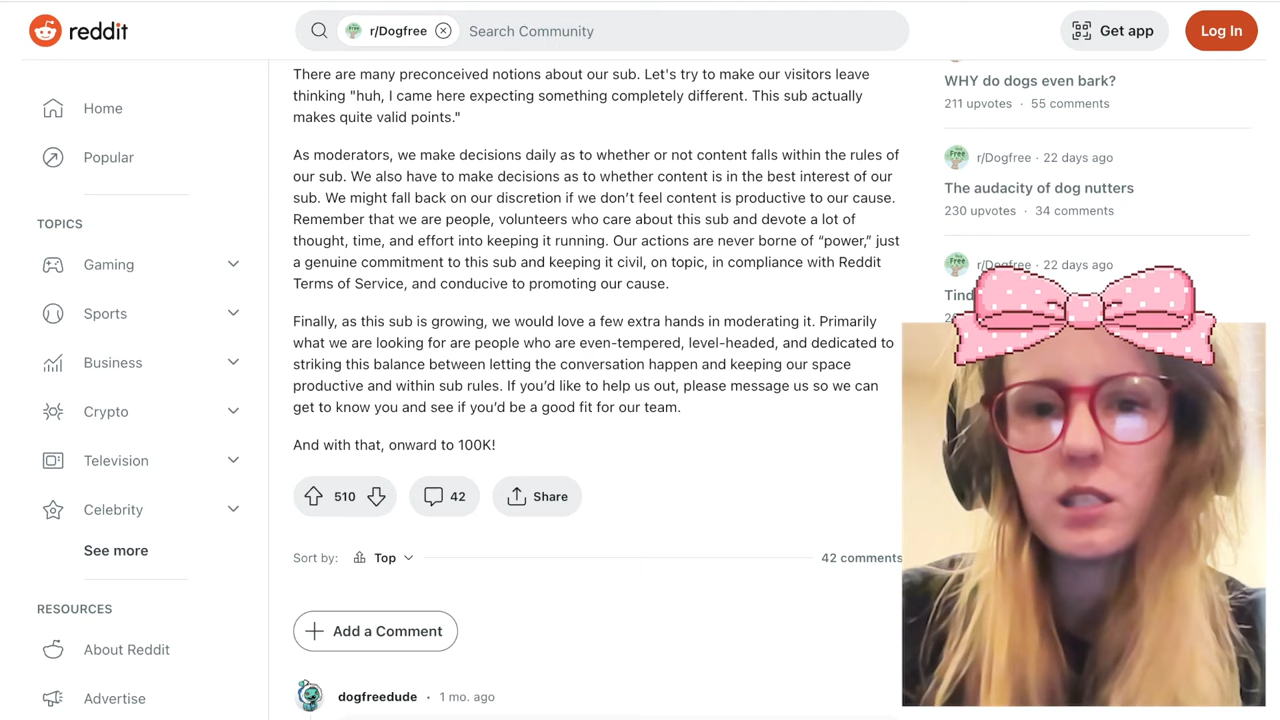 reddit
r/Dogfree
Search Community
Get app
Log In
Home
Popular
TOPICS
Gaming
Sports
Business
Crypto
Television
Celebrity
See more
RESOURCES
About Reddit
Advertise
There are many preconceived notions about our sub. Let's try to make our visitors leave
thinking "huh, I came here expecting something completely different. This sub actually
makes quite valid points."
As moderators, we make decisions daily as to whether or not content falls within the rules of
our sub. We also have to make decisions as to whether content is in the best interest of our
sub. We might fall back on our discretion if we don’t feel content is productive to our cause.
Remember that we are people, volunteers who care about this sub and devote a lot of
thought, time, and effort into keeping it running. Our actions are never borne of “power,” just
a genuine commitment to this sub and keeping it civil, on topic, in compliance with Reddit
Terms of Service, and conducive to promoting our cause.
Finally, as this sub is growing, we would love a few extra hands in moderating it. Primarily
what we are looking for are people who are even-tempered, level-headed, and dedicated to
striking this balance between letting the conversation happen and keeping our space
productive and within sub rules. If you’d like to help us out, please message us so we can
get to know you and see if you’d be a good fit for our team.
And with that, onward to 100K!
510
42
Share
Sort by: Top
42 comments
Add a Comment
dogfreedude · 1 mo. ago
WHY do dogs even bark?
211 upvotes · 55 comments
r/Dogfree · 22 days ago
The audacity of dog nutters
230 upvotes · 34 comments
r/Dogfree · 22 days ago